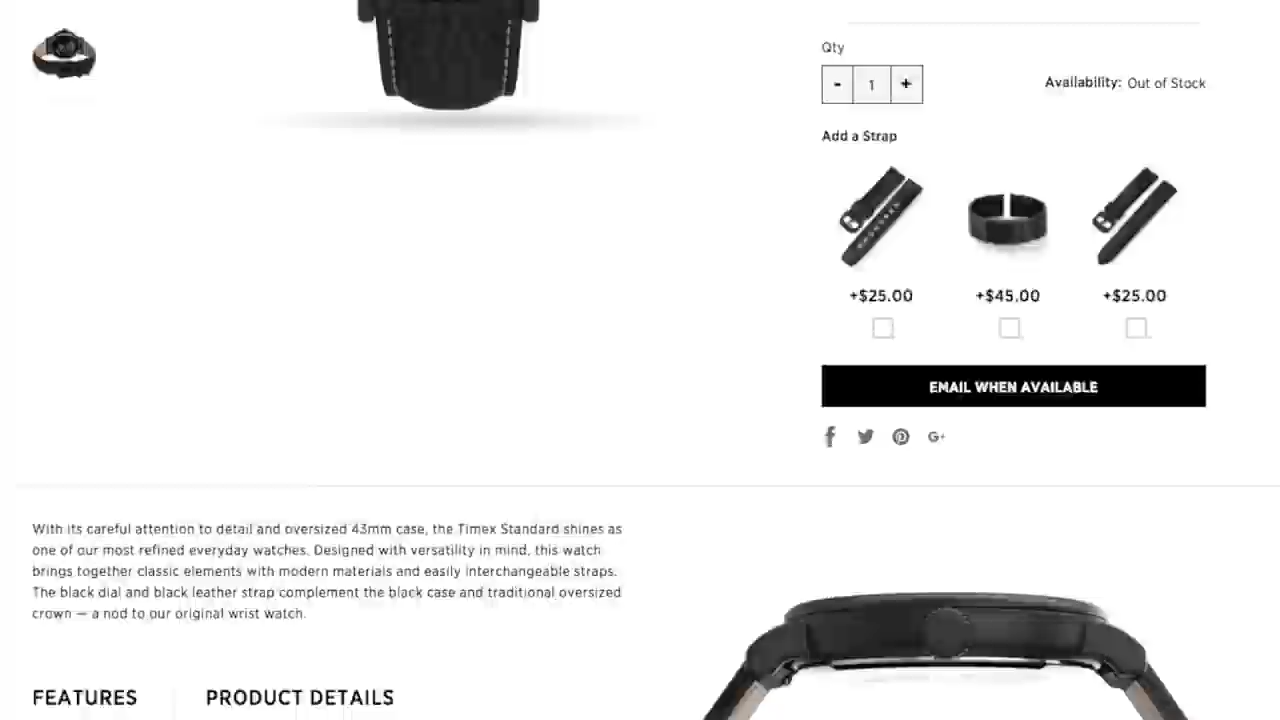 Qty
- 1 +
Availability: Out of Stock
Add a Strap
+$25.00 +$45.00 +$25.00
EMAIL WHEN AVAILABLE
G+
With its careful attention to detail and oversized 43mm case, the Timex Standard shines as
one of our most refined everyday watches. Designed with versatility in mind, this watch
brings together classic elements with modern materials and easily interchangeable straps.
The black dial and black leather strap complement the black case and traditional oversized
crown — a nod to our original wrist watch.
FEATURES PRODUCT DETAILS